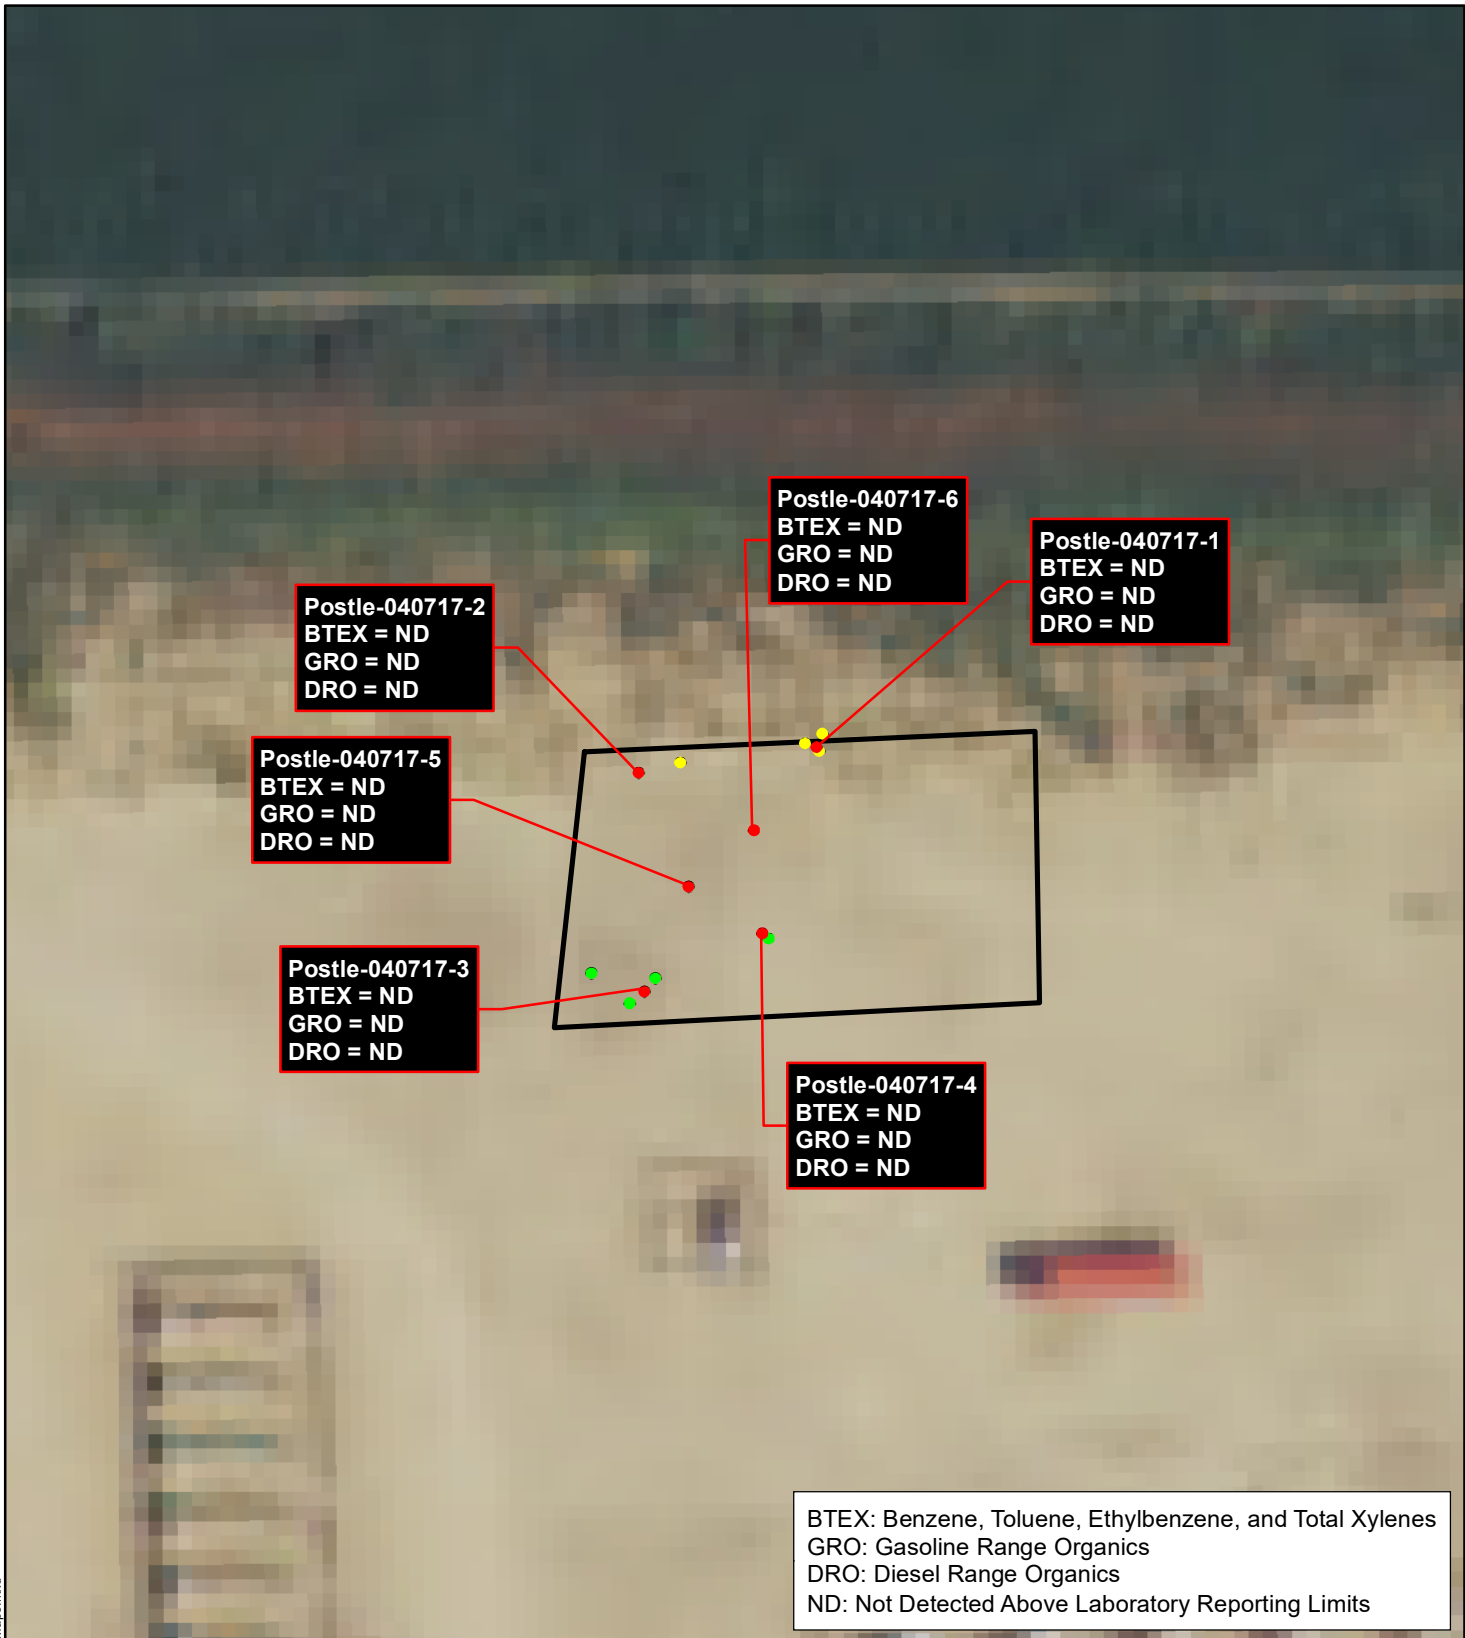 Postle-040717-6
BTEX = ND
GRO = ND
DRO = ND
Postle-040717-1
BTEX = ND
GRO = ND
DRO = ND
Postle-040717-2
BTEX = ND
GRO = ND
DRO = ND
Postle-040717-5
BTEX = ND
GRO = ND
DRO = ND
Postle-040717-3
BTEX = ND
GRO = ND
DRO = ND
Postle-040717-4
BTEX = ND
GRO = ND
DRO = ND
BTEX: Benzene, Toluene, Ethylbenzene, and Total Xylenes
GRO: Gasoline Range Organics
DRO: Diesel Range Organics
ND: Not Detected Above Laboratory Reporting Limits